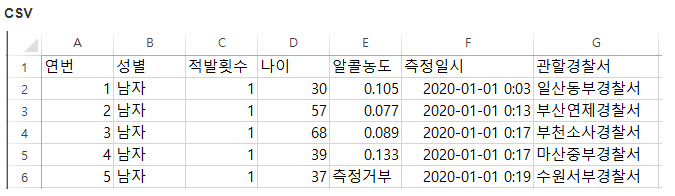 CSV
A B C D E F G
1 연번 성별 적발횟수 나이 알콜농도 측정일시 관할경찰서
2 1 남자 1 30 0.105 2020-01-01 0:03 일산동부경찰서
3 2 남자 1 57 0.077 2020-01-01 0:13 부산연제경찰서
4 3 남자 1 68 0.089 2020-01-01 0:17 부천소사경찰서
5 4 남자 1 39 0.133 2020-01-01 0:17 마산중부경찰서
6 5 남자 1 37 측정거부 2020-01-01 0:19 수원서부경찰서